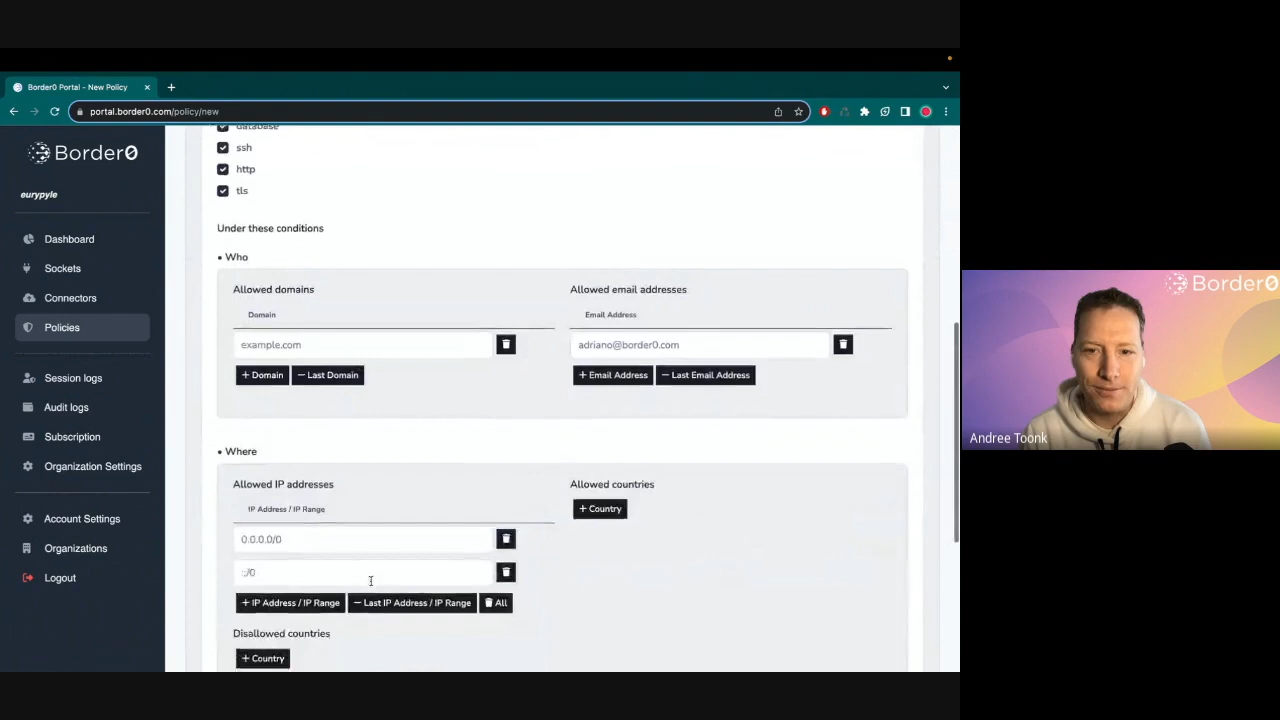 Border0 Portal - New Policy
portal.border0.com/policy/new
Border0
eurypyle
Dashboard
Sockets
Connectors
Policies
Session logs
Audit logs
Subscription
Organization Settings
Account Settings
Organizations
Logout
database
ssh
http
tls
Under these conditions
• Who
Allowed domains
Allowed email addresses
Domain
Email Address
example.com
adriano@border0.com
+ Domain
− Last Domain
+ Email Address
− Last Email Address
• Where
Allowed IP addresses
Allowed countries
IP Address / IP Range
+ Country
0.0.0.0/0
::/0
+ IP Address / IP Range
− Last IP Address / IP Range
All
Disallowed countries
+ Country
Border0
Andree Toonk